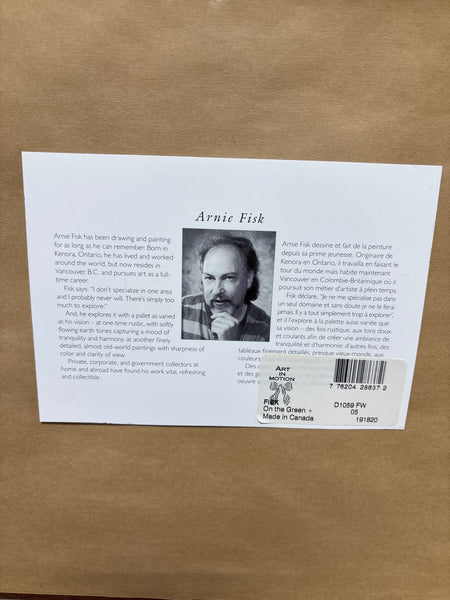 Arnie Fisk
Arnie Fisk has been drawing and painting
for as long as he can remember. Born in
Kenora, Ontario, he has lived and worked
around the world, but now resides in
Vancouver, B.C. and pursues art as a full-
time career.
Fisk says: "I don't specialize in one area
and I probably never will. There's simply too
much to explore."
And, he explores it with a pallet as varied
as his vision – at one time rustic, with softly
flowing earth tones capturing a mood of
tranquility and harmony, at another finely
detailed, almost old-world paintings with sharpness of
color and clarity of view.
Private, corporate, and government collectors at
home and abroad have found his work vital, refreshing
and collectible.
Arnie Fisk dessine et fait de la peinture
depuis sa prime jeunesse. Originaire de
Kenora en Ontario, il travailla en faisant le
tour du monde mais habite maintenant
Vancouver en Colombie-Britannique où il
poursuit son métier d'artiste à plein temps.
Fisk déclare, "Je ne me spécialise pas dans
un seul domaine et sans doute je ne le ferai
jamais. Il y a tout simplement trop à explorer",
et il l'explore à la palette aussi variée que
sa vision – des fois rustique, aux tons doux
et coulants afin de créer une ambiance de
tranquilité et d'harmonie; d'autres fois, des
tableaux finement détaillés, presque vieux-monde, aux
couleurs
Des
et des go
oeuvre v
ART
IN
MOTION
7 76204 28637 2
FISK
On the Green +
Made in Canada
D1059 FW
05
191820